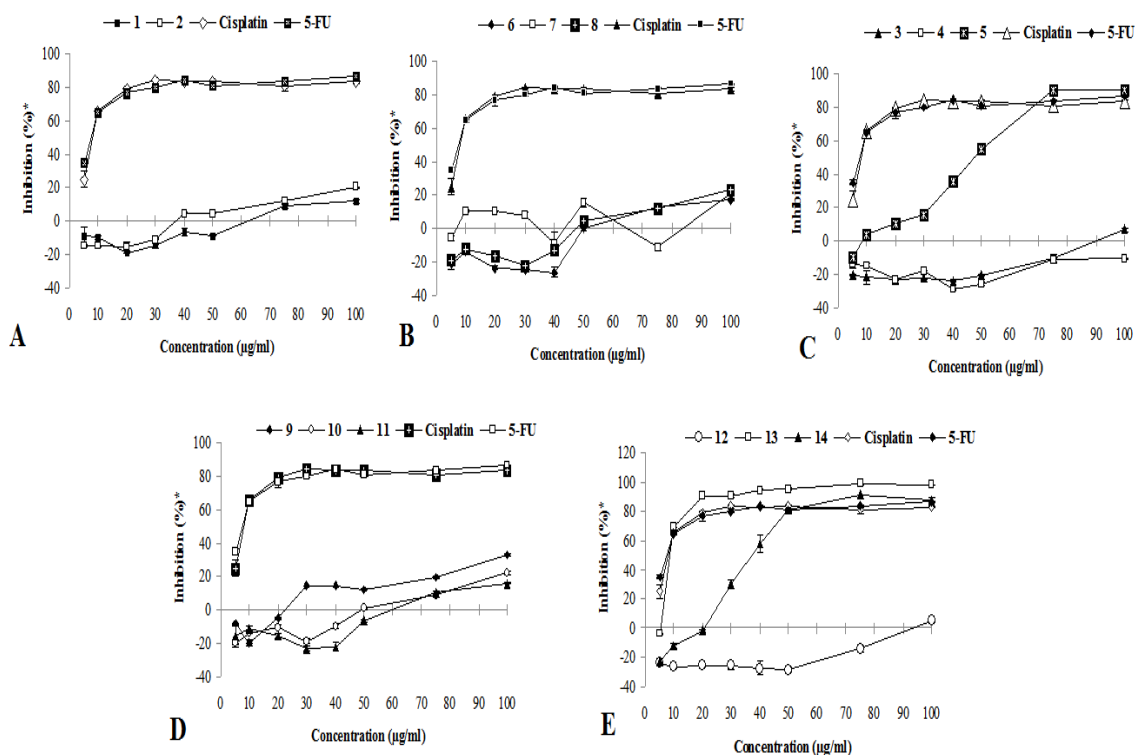 1 2 Cisplatin 5-FU
100
80
60
40
20
0
-20
-40
Inhibition (%)*
0 10 20 30 40 50 60 70 80 90 100
Concentration (µg/ml)
A
6 7 8 Cisplatin 5-FU
100
80
60
40
20
0
-20
-40
Inhibition (%)*
0 10 20 30 40 50 60 70 80 90 100
Concentration (µg/ml)
B
3 4 5 Cisplatin 5-FU
100
80
60
40
20
0
-20
-40
Inhibition (%)*
0 10 20 30 40 50 60 70 80 90 100
Concentration (µg/ml)
C
9 10 11 Cisplatin 5-FU
100
80
60
40
20
0
-20
-40
Inhibition (%)*
0 10 20 30 40 50 60 70 80 90 100
Concentration (µg/ml)
D
12 13 14 Cisplatin 5-FU
120
100
80
60
40
20
0
-20
-40
Inhibition (%)*
0 10 20 30 40 50 60 70 80 90 100
Concentration (µg/ml)
E